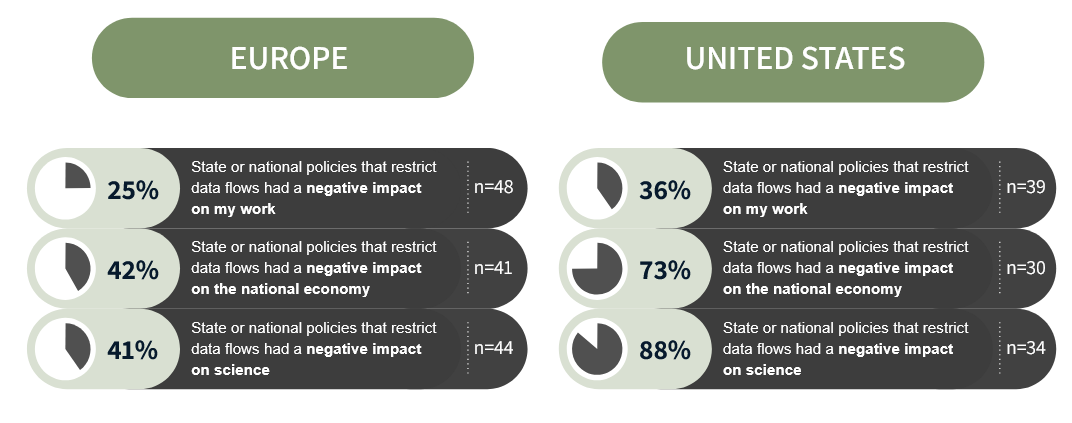 EUROPE
25%
State or national policies that restrict
data flows had a negative impact
on my work
n=48
42%
State or national policies that restrict
data flows had a negative impact
on the national economy
n=41
41%
State or national policies that restrict
data flows had a negative impact
on science
n=44
UNITED STATES
36%
State or national policies that restrict
data flows had a negative impact
on my work
n=39
73%
State or national policies that restrict
data flows had a negative impact
on the national economy
n=30
88%
State or national policies that restrict
data flows had a negative impact
on science
n=34